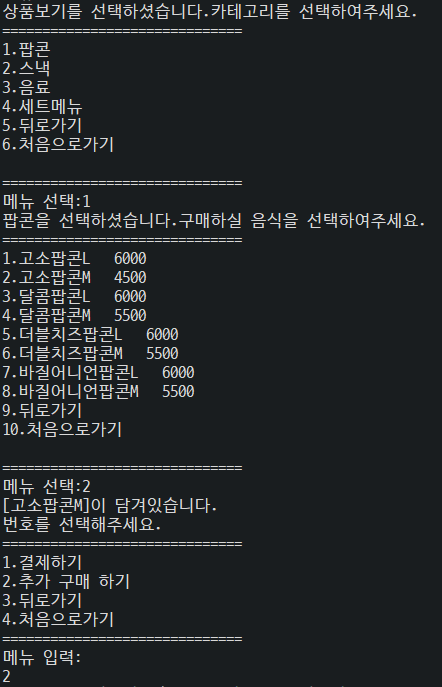 상품보기를 선택하셨습니다.카테고리를 선택하여주세요.
==============================
1.팝콘
2.스낵
3.음료
4.세트메뉴
5.뒤로가기
6.처음으로가기
==============================
메뉴 선택:1
팝콘을 선택하셨습니다.구매하실 음식을 선택하여주세요.
==============================
1.고소팝콘L   6000
2.고소팝콘M   4500
3.달콤팝콘L   6000
4.달콤팝콘M   5500
5.더블치즈팝콘L   6000
6.더블치즈팝콘M   5500
7.바질어니언팝콘L   6000
8.바질어니언팝콘M   5500
9.뒤로가기
10.처음으로가기
==============================
메뉴 선택:2
[고소팝콘M]이 담겨있습니다.
번호를 선택해주세요.
==============================
1.결제하기
2.추가 구매 하기
3.뒤로가기
4.처음으로가기
==============================
메뉴 입력:
2